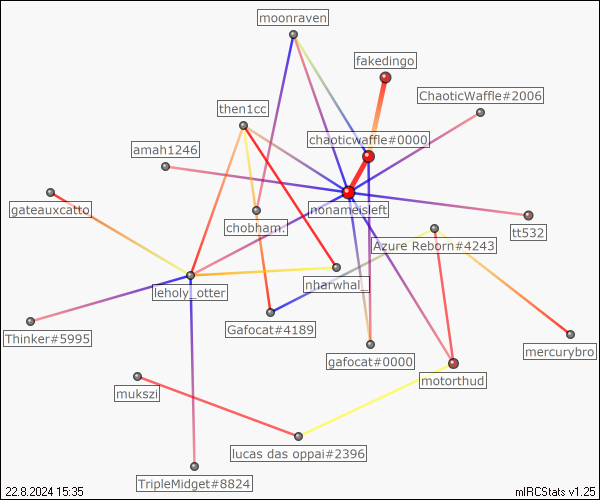 moonraven
fakedingo
ChaoticWaffle#2006
then1cc
chaoticwaffle#0000
amah1246
gateauxcatto
nonameisleft
chobham_
tt532
Azure Reborn#4243
leholy_otter
nharwhal_
Thinker#5995
Gafocat#4189
mercurybro
gafocat#0000
motorthud
mukszi
lucas das oppai#2396
TripleMidget#8824
22.8.2024 15:35
mIRCStats v1.25